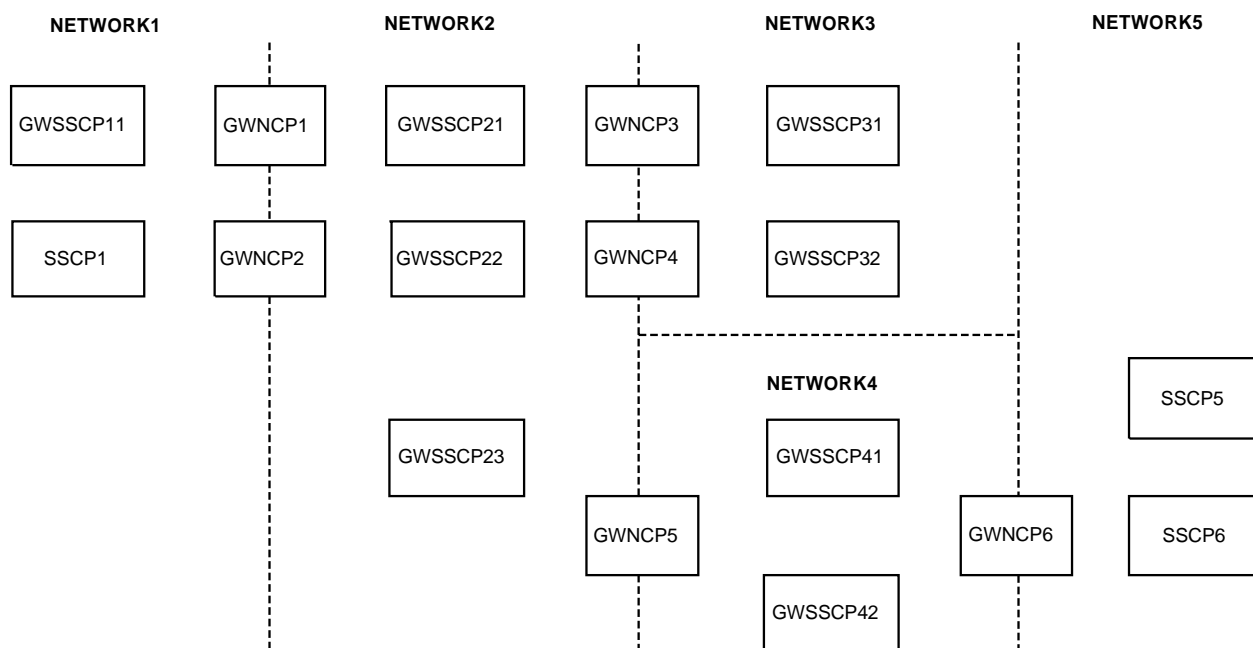 NETWORK1 NETWORK2 NETWORK3 NETWORK5
GWSSCP11 GWNCP1 GWSSCP21 GWNCP3 GWSSCP31
SSCP1 GWNCP2 GWSSCP22 GWNCP4 GWSSCP32
NETWORK4
SSCP5
GWSSCP23 GWSSCP41
GWNCP5 GWNCP6 SSCP6
GWSSCP42